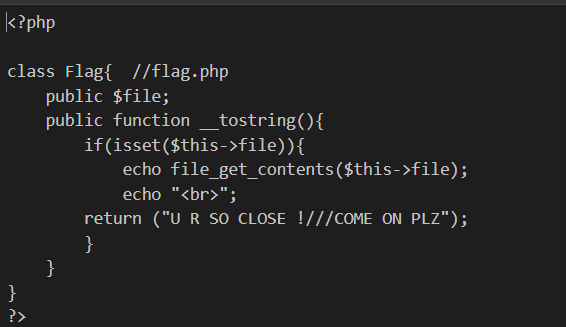 <?php
class Flag{  //flag.php
    public $file;
    public function __tostring(){
        if(isset($this->file)){
            echo file_get_contents($this->file);
            echo "<br>";
        return ("U R SO CLOSE !///COME ON PLZ");
        }
    }
}
?>